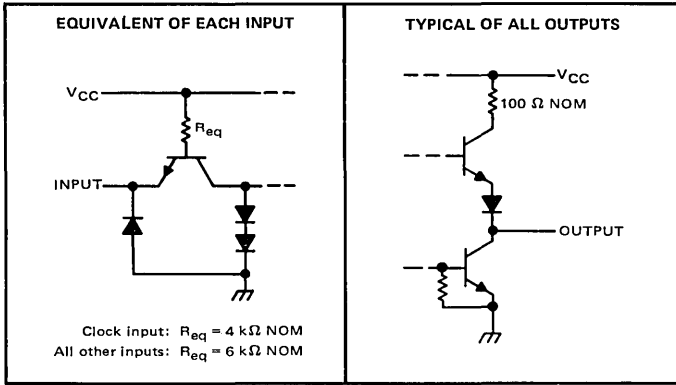 EQUIVALENT OF EACH INPUT
VCC
Req
INPUT
Clock input: Req = 4 kΩ NOM
All other inputs: Req = 6 kΩ NOM
TYPICAL OF ALL OUTPUTS
VCC
100 Ω NOM
OUTPUT